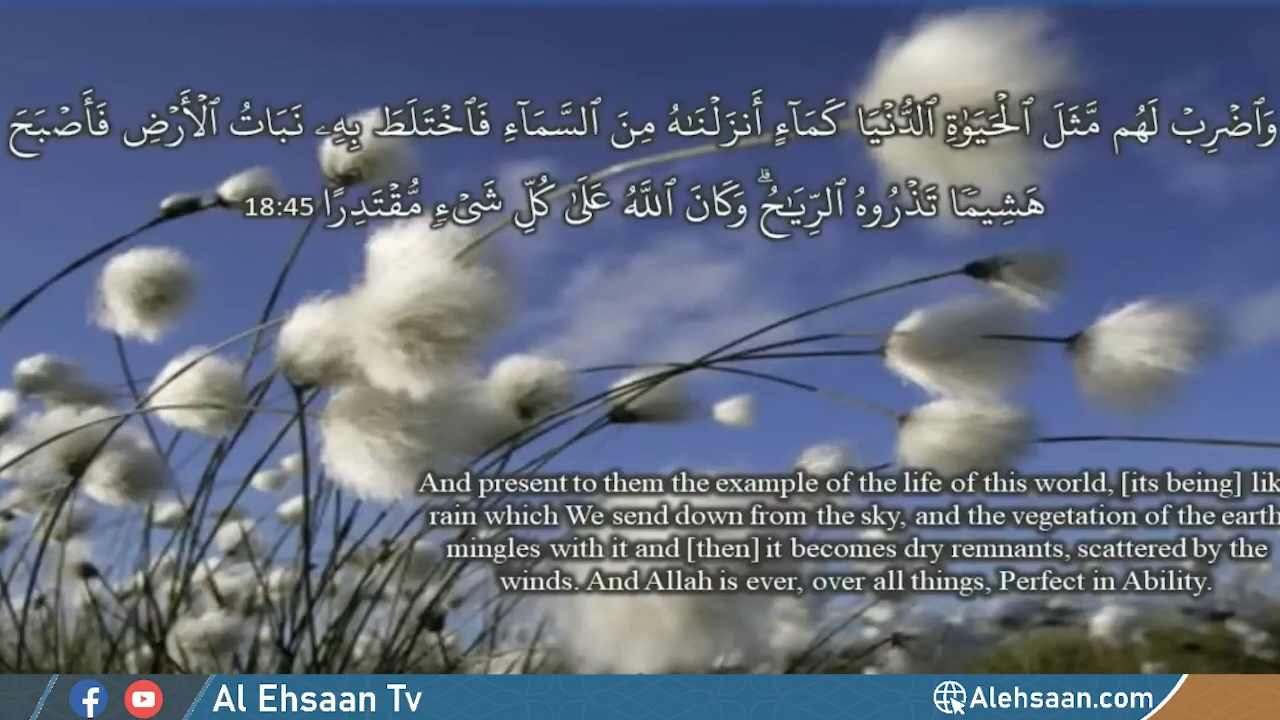 وَٱضْرِبْ لَهُم مَّثَلَ ٱلْحَيَوٰةِ ٱلدُّنْيَا كَمَآءٍ أَنزَلْنَـٰهُ مِنَ ٱلسَّمَآءِ فَٱخْتَلَطَ بِهِۦ نَبَاتُ ٱلْأَرْضِ فَأَصْبَحَ
هَشِيمًا تَذْرُوهُ ٱلرِّيَـٰحُ ۗ وَكَانَ ٱللَّهُ عَلَىٰ كُلِّ شَىْءٍ مُّقْتَدِرًا 18:45
And present to them the example of the life of this world, [its being] lik
rain which We send down from the sky, and the vegetation of the earth
mingles with it and [then] it becomes dry remnants, scattered by the
winds. And Allah is ever, over all things, Perfect in Ability.
Al Ehsaan Tv
Alehsaan.com